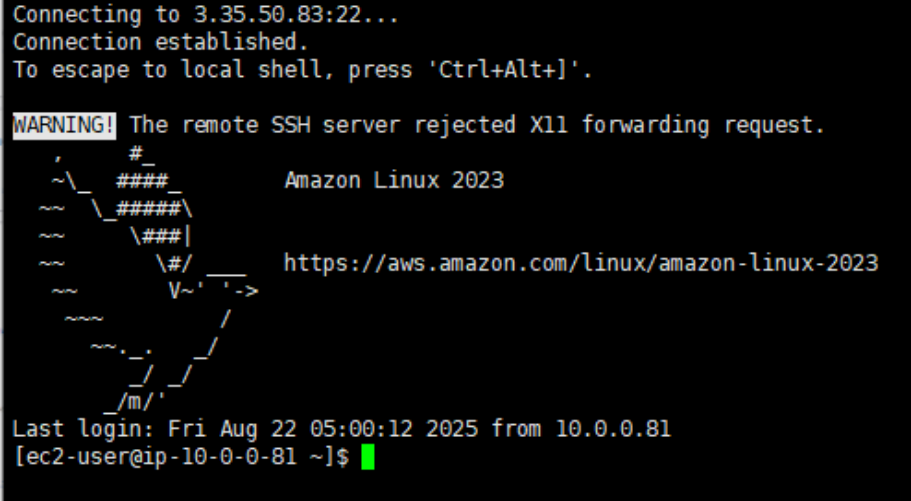 Connecting to 3.35.50.83:22...
Connection established.
To escape to local shell, press 'Ctrl+Alt+]'.

WARNING! The remote SSH server rejected X11 forwarding request.
   ,     #_
   ~\_  ####_        Amazon Linux 2023
  ~~  \_#####\
  ~~     \###|
  ~~       \#/ ___   https://aws.amazon.com/linux/amazon-linux-2023
   ~~       V~' '->
    ~~~         /
      ~~._.   _/
         _/ _/
       _/m/'
Last login: Fri Aug 22 05:00:12 2025 from 10.0.0.81
[ec2-user@ip-10-0-0-81 ~]$